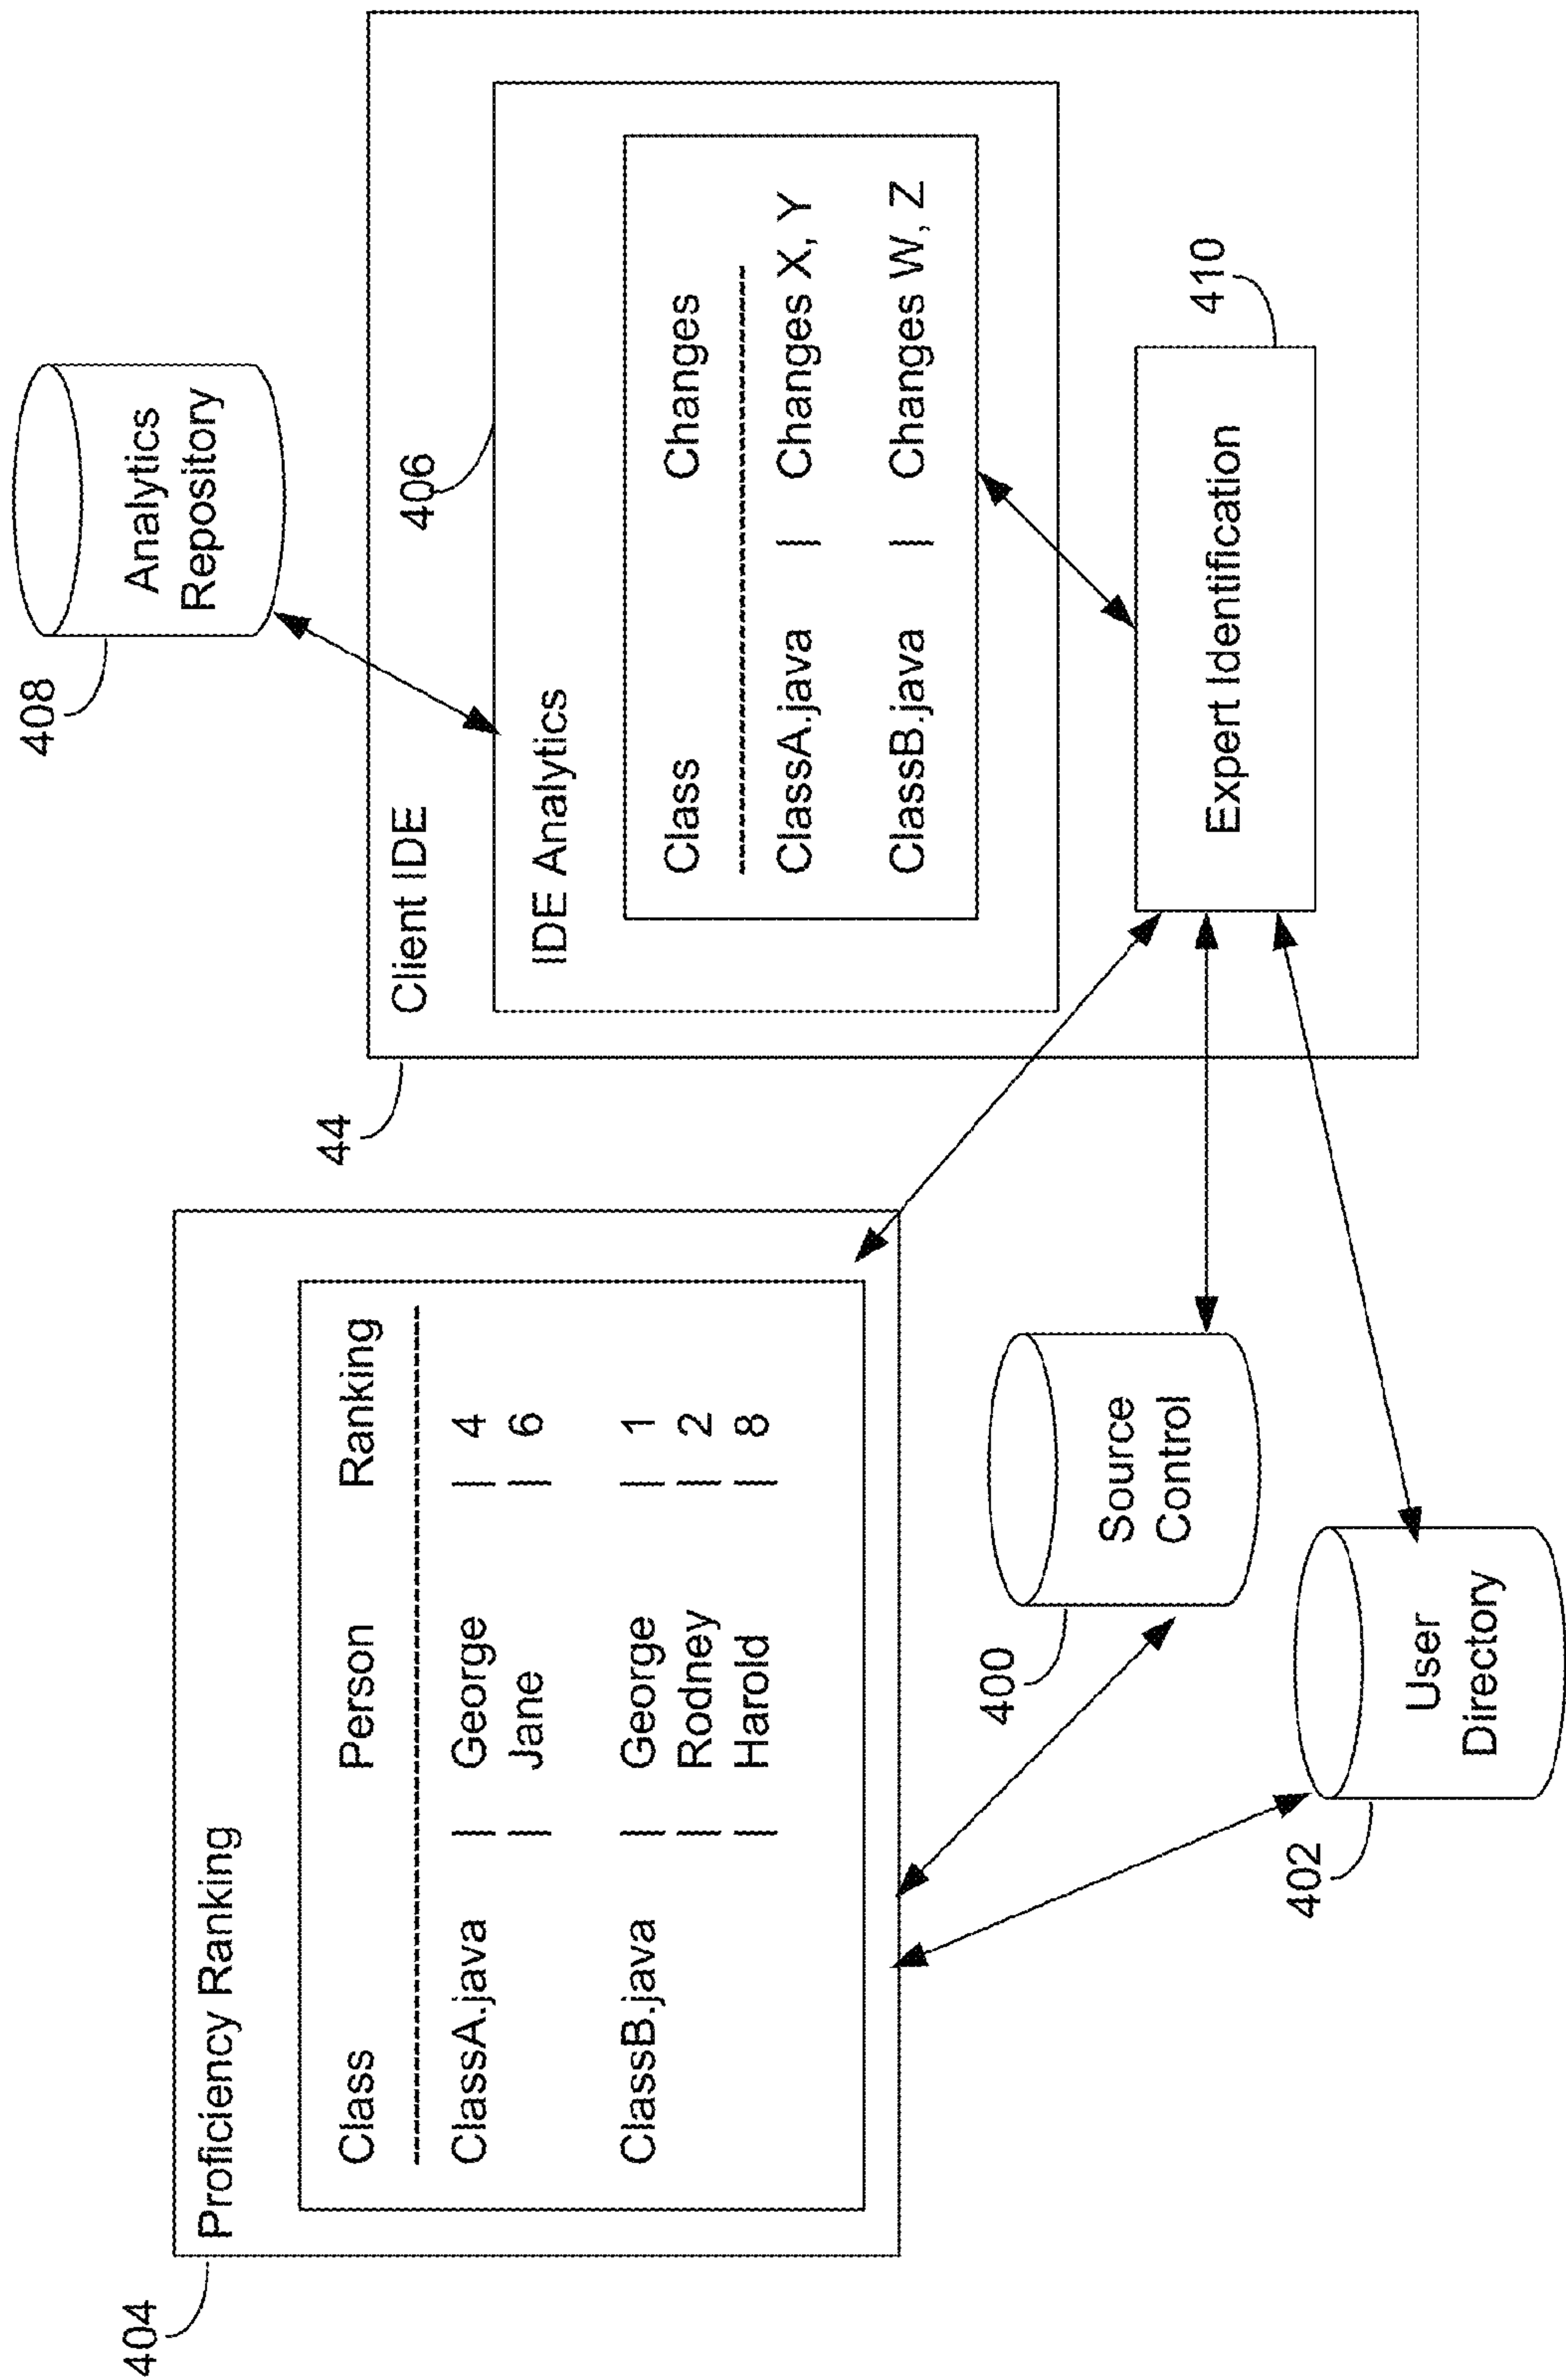 404
Proficiency Ranking
Class Person Ranking
ClassA.java | George | 4
| Jane | 6
ClassB.java | George | 1
| Rodney | 2
| Harold | 8
400
Source
Control
402
User
Directory
408
Analytics
Repository
44
Client IDE
406
IDE Analytics
Class Changes
ClassA.java | Changes X, Y
ClassB.java | Changes W, Z
410
Expert Identification